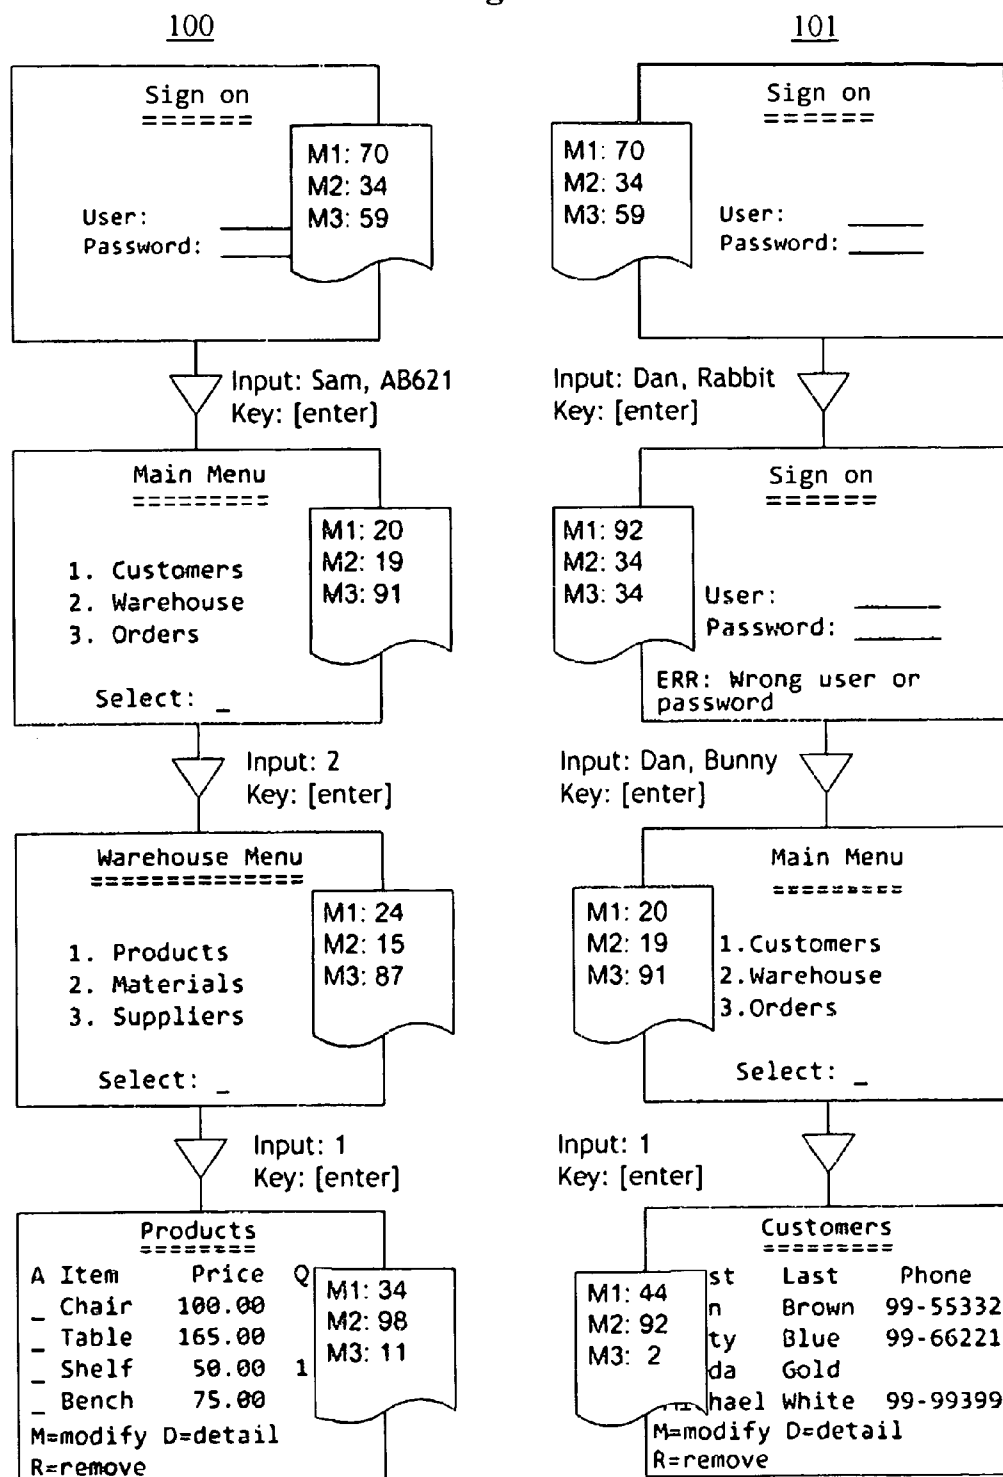 100
Sign on
======
User: ______
Password: ______
M1: 70
M2: 34
M3: 59
Input: Sam, AB621
Key: [enter]
Main Menu
=========
1. Customers
2. Warehouse
3. Orders
Select: _
M1: 20
M2: 19
M3: 91
Input: 2
Key: [enter]
Warehouse Menu
==============
1. Products
2. Materials
3. Suppliers
Select: _
M1: 24
M2: 15
M3: 87
Input: 1
Key: [enter]
Products
========
A Item Price Q
_ Chair 100.00
_ Table 165.00
_ Shelf 50.00 1
_ Bench 75.00
M=modify D=detail
R=remove
M1: 34
M2: 98
M3: 11
101
Sign on
======
M1: 70
M2: 34
M3: 59
User: ______
Password: ______
Input: Dan, Rabbit
Key: [enter]
Sign on
======
M1: 92
M2: 34
M3: 34
User: ______
Password: ______
ERR: Wrong user or
password
Input: Dan, Bunny
Key: [enter]
Main Menu
=========
M1: 20
M2: 19
M3: 91
1.Customers
2.Warehouse
3.Orders
Select: _
Input: 1
Key: [enter]
Customers
=========
M1: 44
M2: 92
M3: 2
st Last Phone
n Brown 99-55332
ty Blue 99-66221
da Gold
hael White 99-99399
M=modify D=detail
R=remove